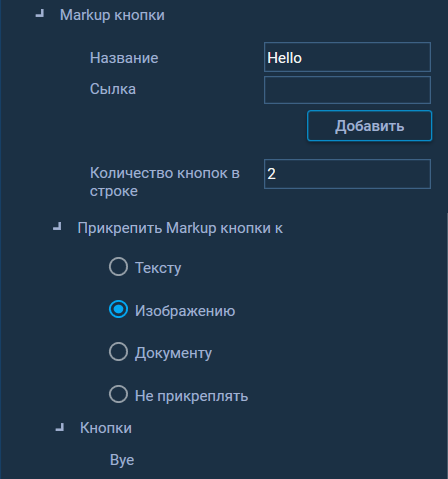 Markup кнопки
Название Hello
Сылка
Добавить
Количество кнопок в
строке 2
Прикрепить Markup кнопки к
Тексту
Изображению
Документу
Не прикреплять
Кнопки
Bye